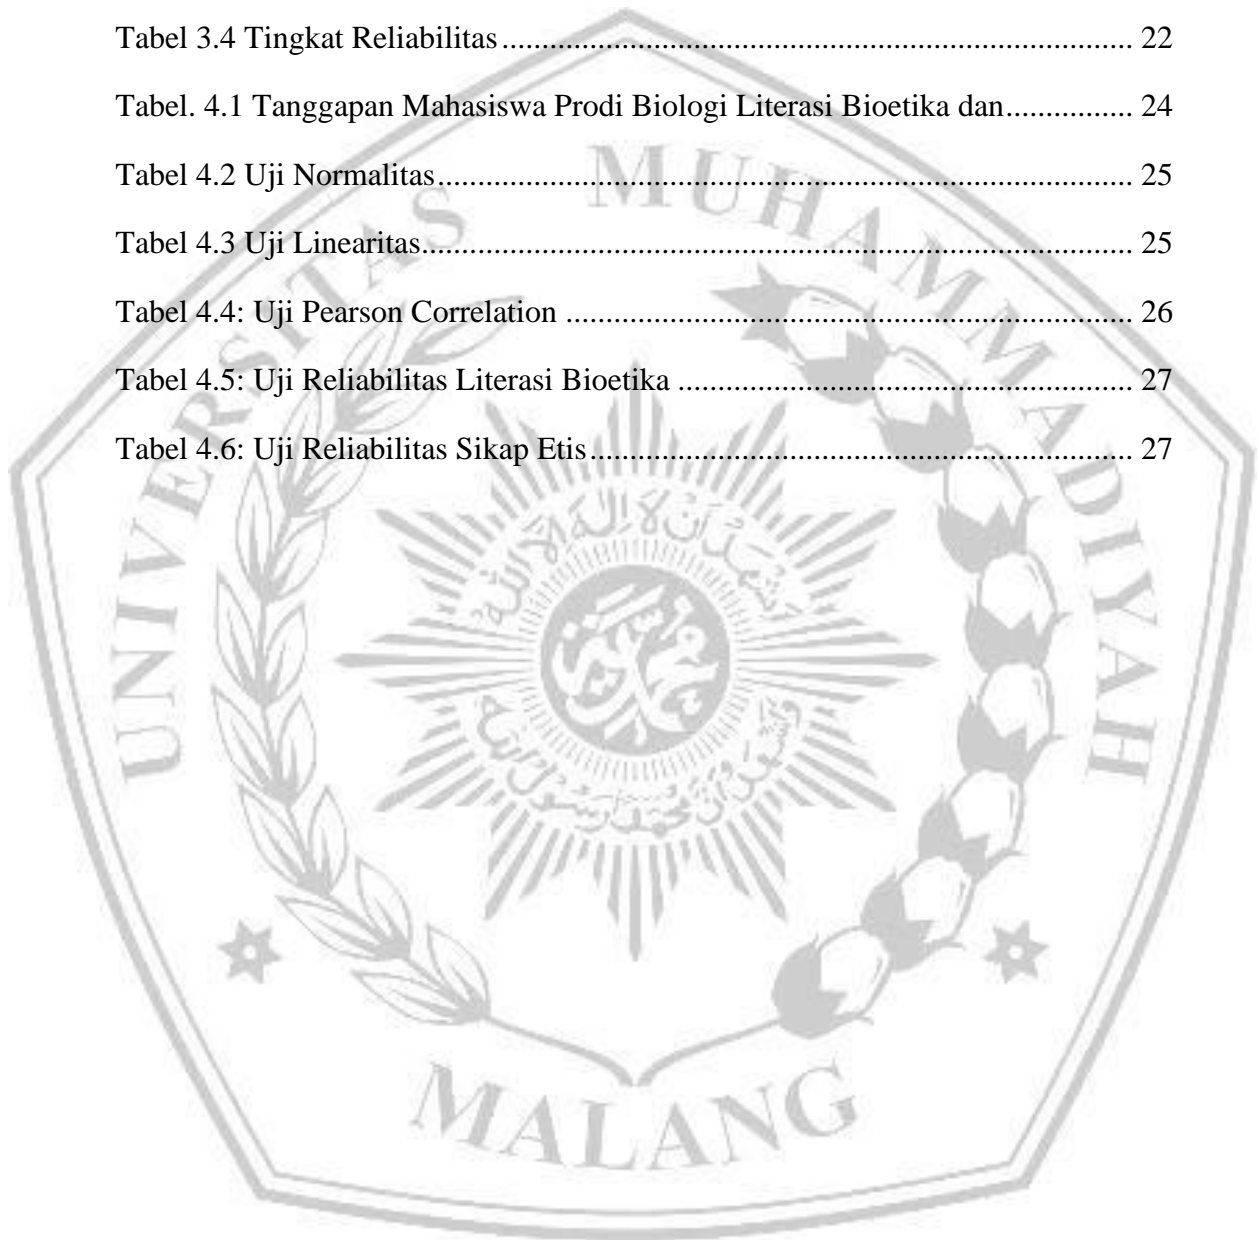 Tabel 3.4 Tingkat Reliabilitas ........................................................................................ 22
Tabel. 4.1 Tanggapan Mahasiswa Prodi Biologi Literasi Bioetika dan ............... 24
Tabel 4.2 Uji Normalitas ................................................................................................ 25
Tabel 4.3 Uji Linearitas .................................................................................................. 25
Tabel 4.4: Uji Pearson Correlation ............................................................................. 26
Tabel 4.5: Uji Reliabilitas Literasi Bioetika ............................................................. 27
Tabel 4.6: Uji Reliabilitas Sikap Etis .......................................................................... 27
UNIVERSITAS MUHAMMADIYAH
MALANG